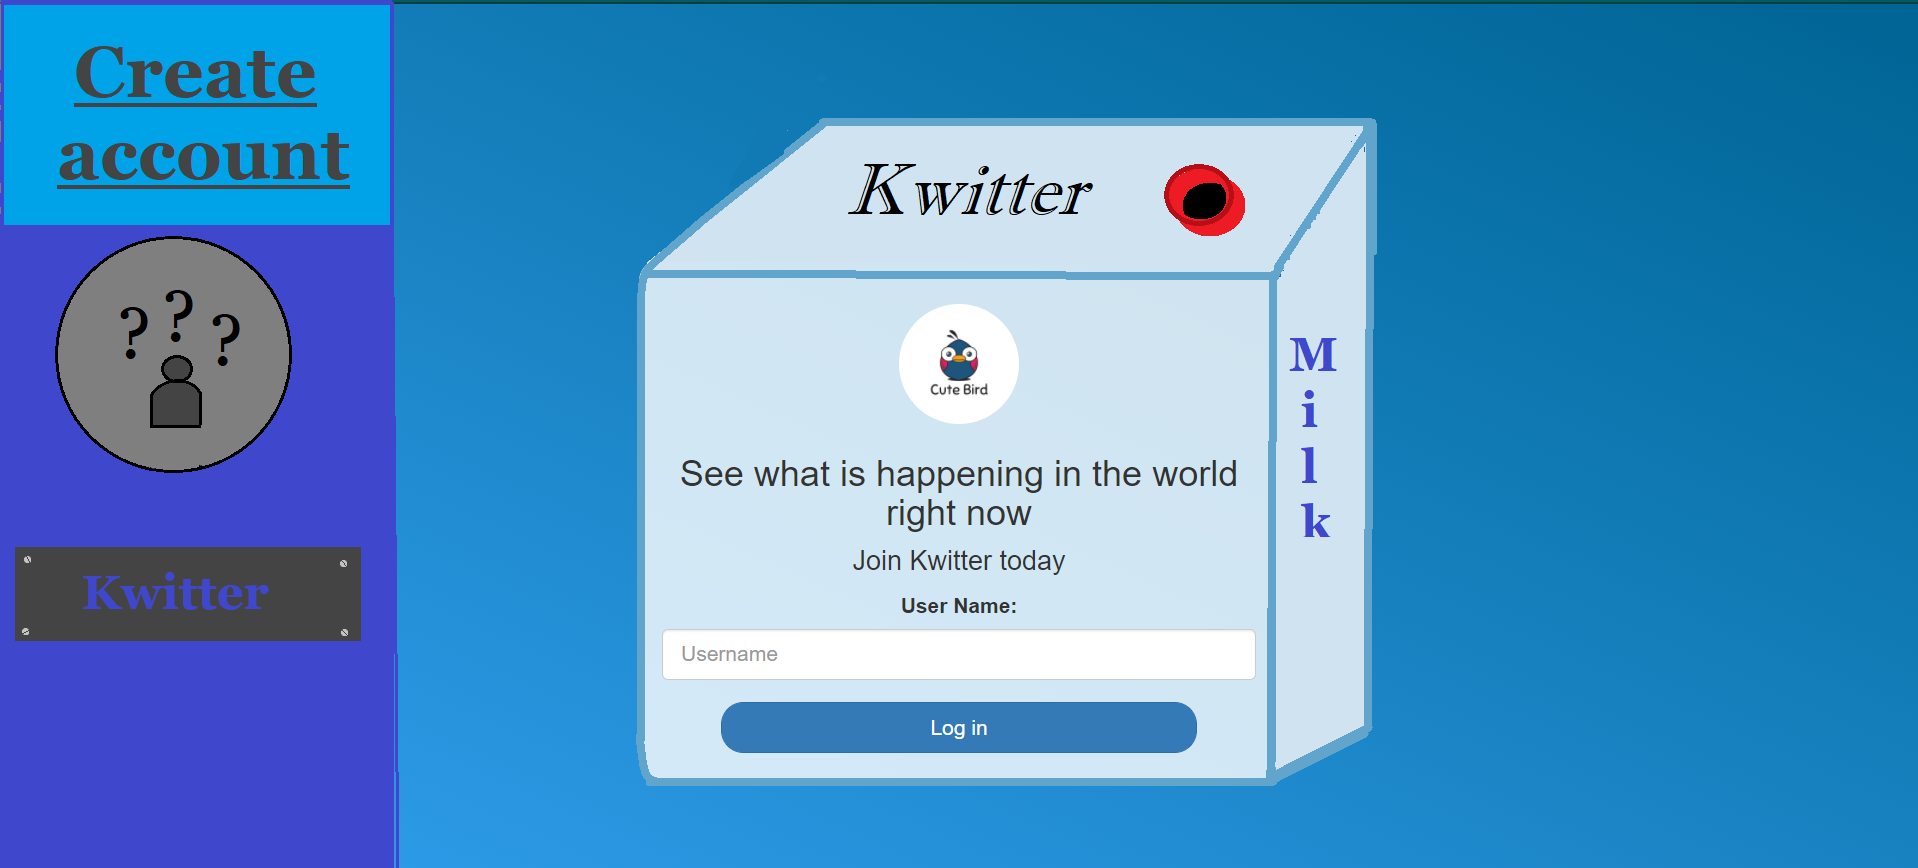 Create
account
? ? ?
Kwitter
Kwitter
Cute Bird
See what is happening in the world
right now
Join Kwitter today
User Name:
Username
Log in
M
i
l
k